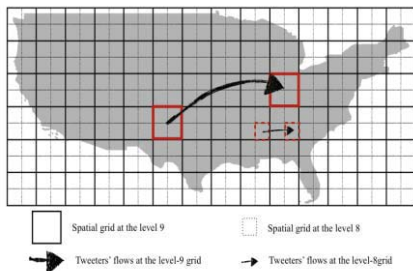 Spatial grid at the level 9
Spatial grid at the level 8
Tweeters' flows at the level-9 grid
Tweeters' flows at the level-8grid